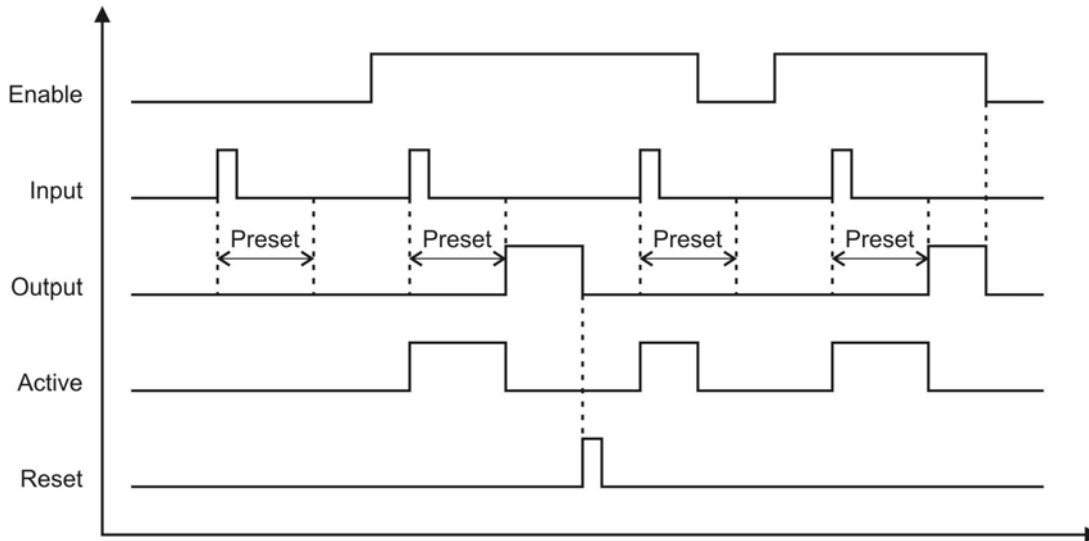 Enable
Input
Preset Preset Preset Preset
Output
Active
Reset